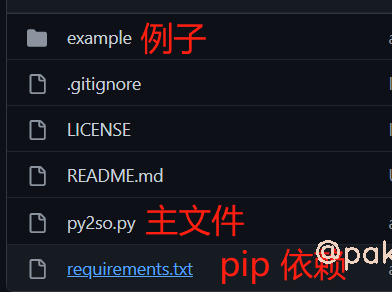 example 例子
.gitignore
LICENSE
README.md
py2so.py 主文件
requirements.txt pip 依赖
@pak